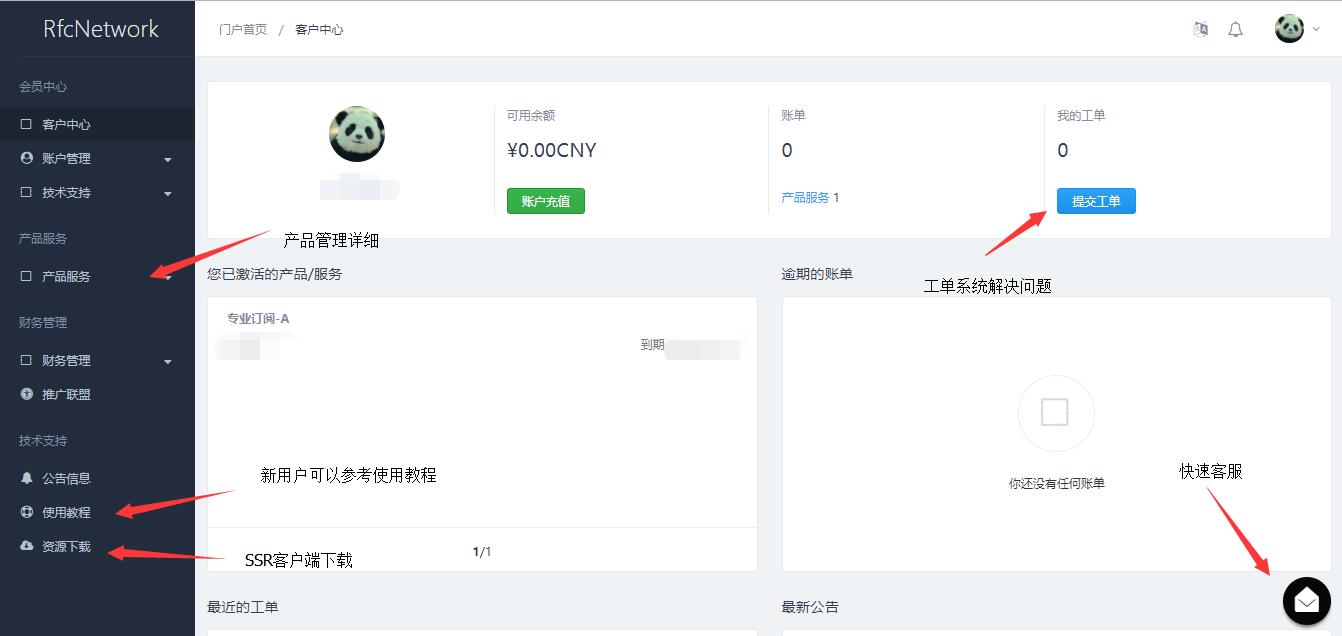 RfcNetwork
门户首页 / 客户中心
会员中心
客户中心
账户管理
技术支持
产品服务
产品服务
财务管理
财务管理
推广联盟
技术支持
公告信息
使用教程
资源下载
可用余额
¥0.00CNY
账户充值
账单
0
产品服务 1
我的工单
0
提交工单
产品管理详细
工单系统解决问题
您已激活的产品/服务
专业订阅-A
到期
新用户可以参考使用教程
SSR客户端下载
1/1
逾期的账单
你还没有任何账单
快速客服
最近的工单
最新公告